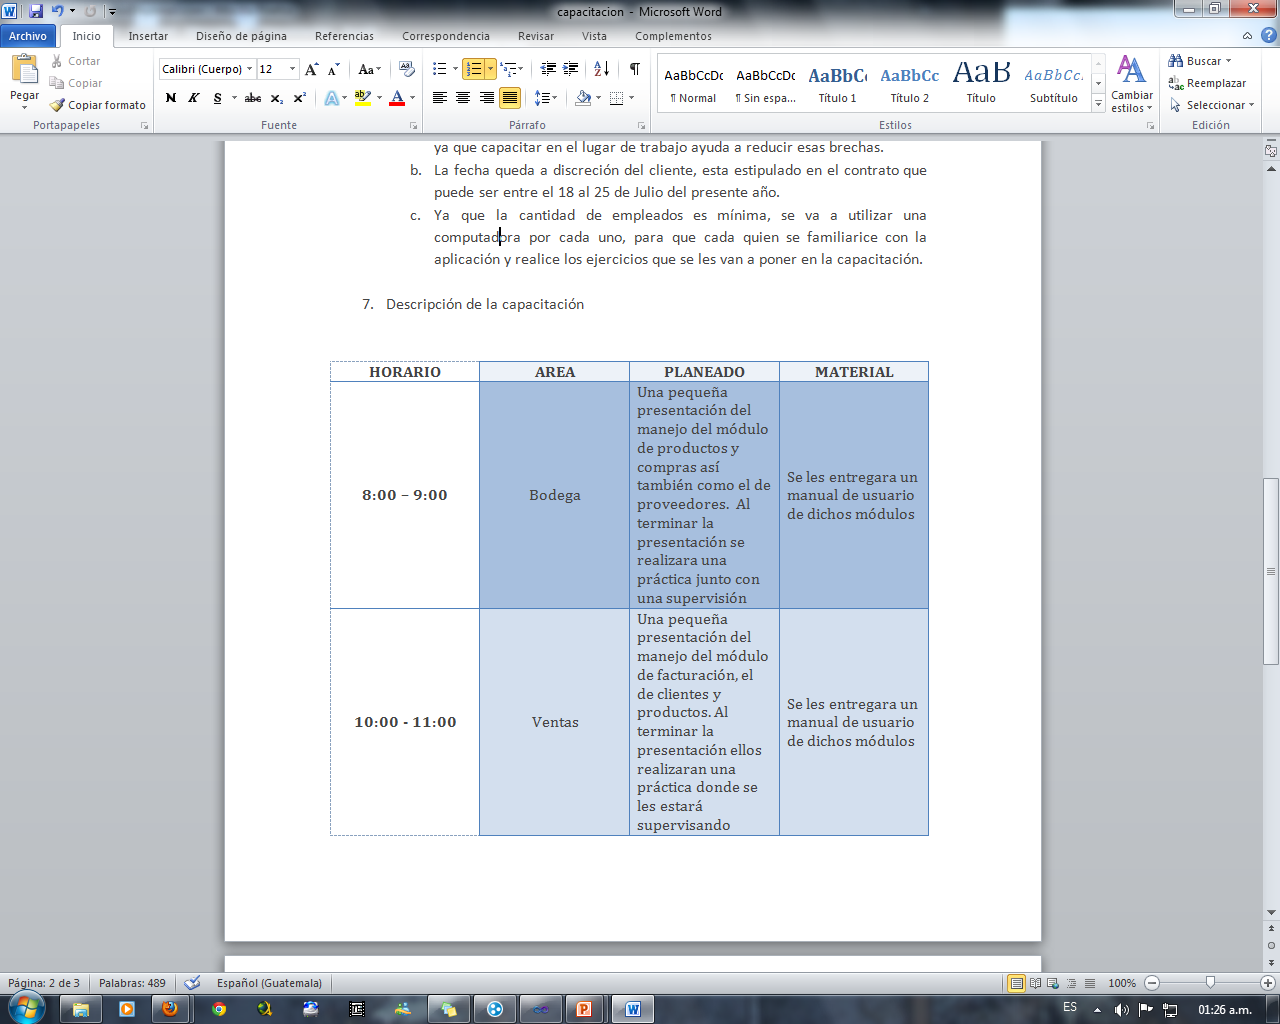 capacitacion - Microsoft Word
Archivo Inicio Insertar Diseño de página Referencias Correspondencia Revisar Vista Complementos
Pegar
Cortar
Copiar
Copiar formato
Portapapeles
Calibri (Cuerpo) 12
N K S abc x₂ x²
Fuente
Párrafo
AaBbCcDc AaBbCcDc AaBbC AaBbCc AaB AaBbCc.
¶ Normal ¶ Sin espa... Título 1 Título 2 Título Subtítulo
Estilos
Cambiar
estilos
Buscar
Reemplazar
Seleccionar
Edición
ya que capacitar en el lugar de trabajo ayuda a reducir esas brechas.
b. La fecha queda a discreción del cliente, esta estipulado en el contrato que
puede ser entre el 18 al 25 de Julio del presente año.
c. Ya que la cantidad de empleados es mínima, se va a utilizar una
computadora por cada uno, para que cada quien se familiarice con la
aplicación y realice los ejercicios que se les van a poner en la capacitación.
7. Descripción de la capacitación
HORARIO AREA PLANEADO MATERIAL
8:00 – 9:00
Bodega
Una pequeña
presentación del
manejo del módulo
de productos y
compras así
también como el de
proveedores. Al
terminar la
presentación se
realizara una
práctica junto con
una supervisión
Se les entregara un
manual de usuario
de dichos módulos
10:00 - 11:00
Ventas
Una pequeña
presentación del
manejo del módulo
de facturación, el
de clientes y
productos. Al
terminar la
presentación ellos
realizaran una
práctica donde se
les estará
supervisando
Se les entregara un
manual de usuario
de dichos módulos
Página: 2 de 3 Palabras: 489 Español (Guatemala) 100%
ES 01:26 a.m.